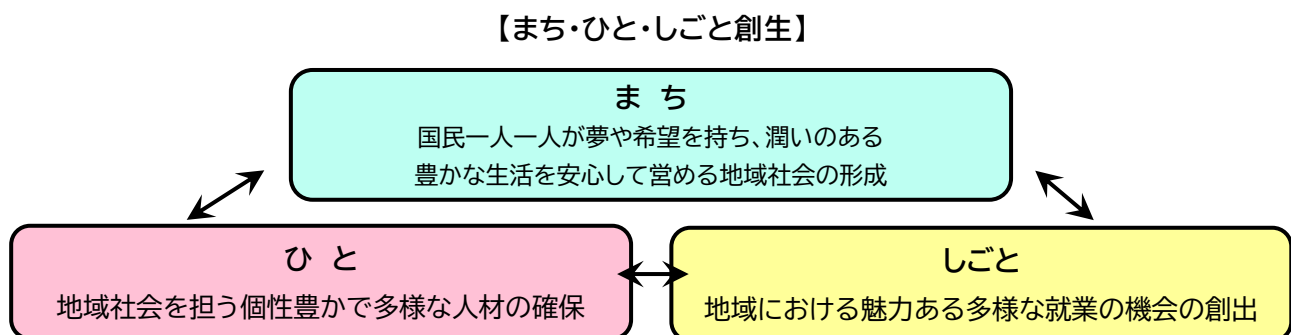 【まち・ひと・しごと創生】
まち
国民一人一人が夢や希望を持ち、潤いのある
豊かな生活を安心して営める地域社会の形成
ひと
地域社会を担う個性豊かで多様な人材の確保
しごと
地域における魅力ある多様な就業の機会の創出